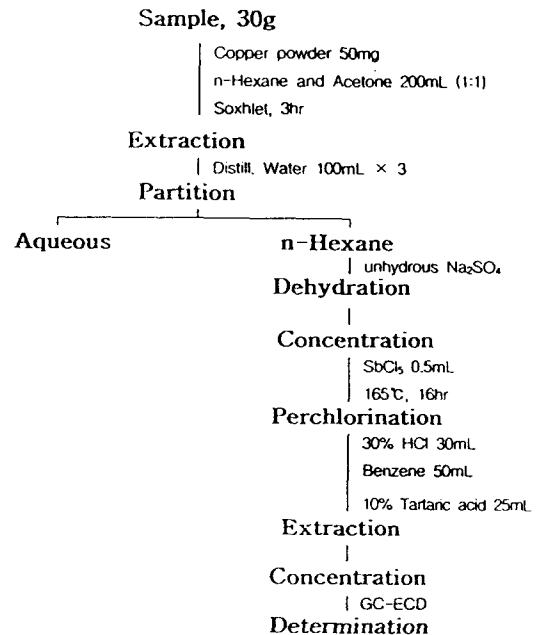 Sample, 30g
Copper powder 50mg
n-Hexane and Acetone 200mL (1:1)
Soxhlet, 3hr
Extraction
Distill. Water 100mL × 3
Partition
Aqueous n-Hexane
unhydrous Na₂SO₄
Dehydration
Concentration
SbCl₅ 0.5mL
165℃, 16hr
Perchlorination
30% HCl 30mL
Benzene 50mL
10% Tartaric acid 25mL
Extraction
Concentration
GC-ECD
Determination